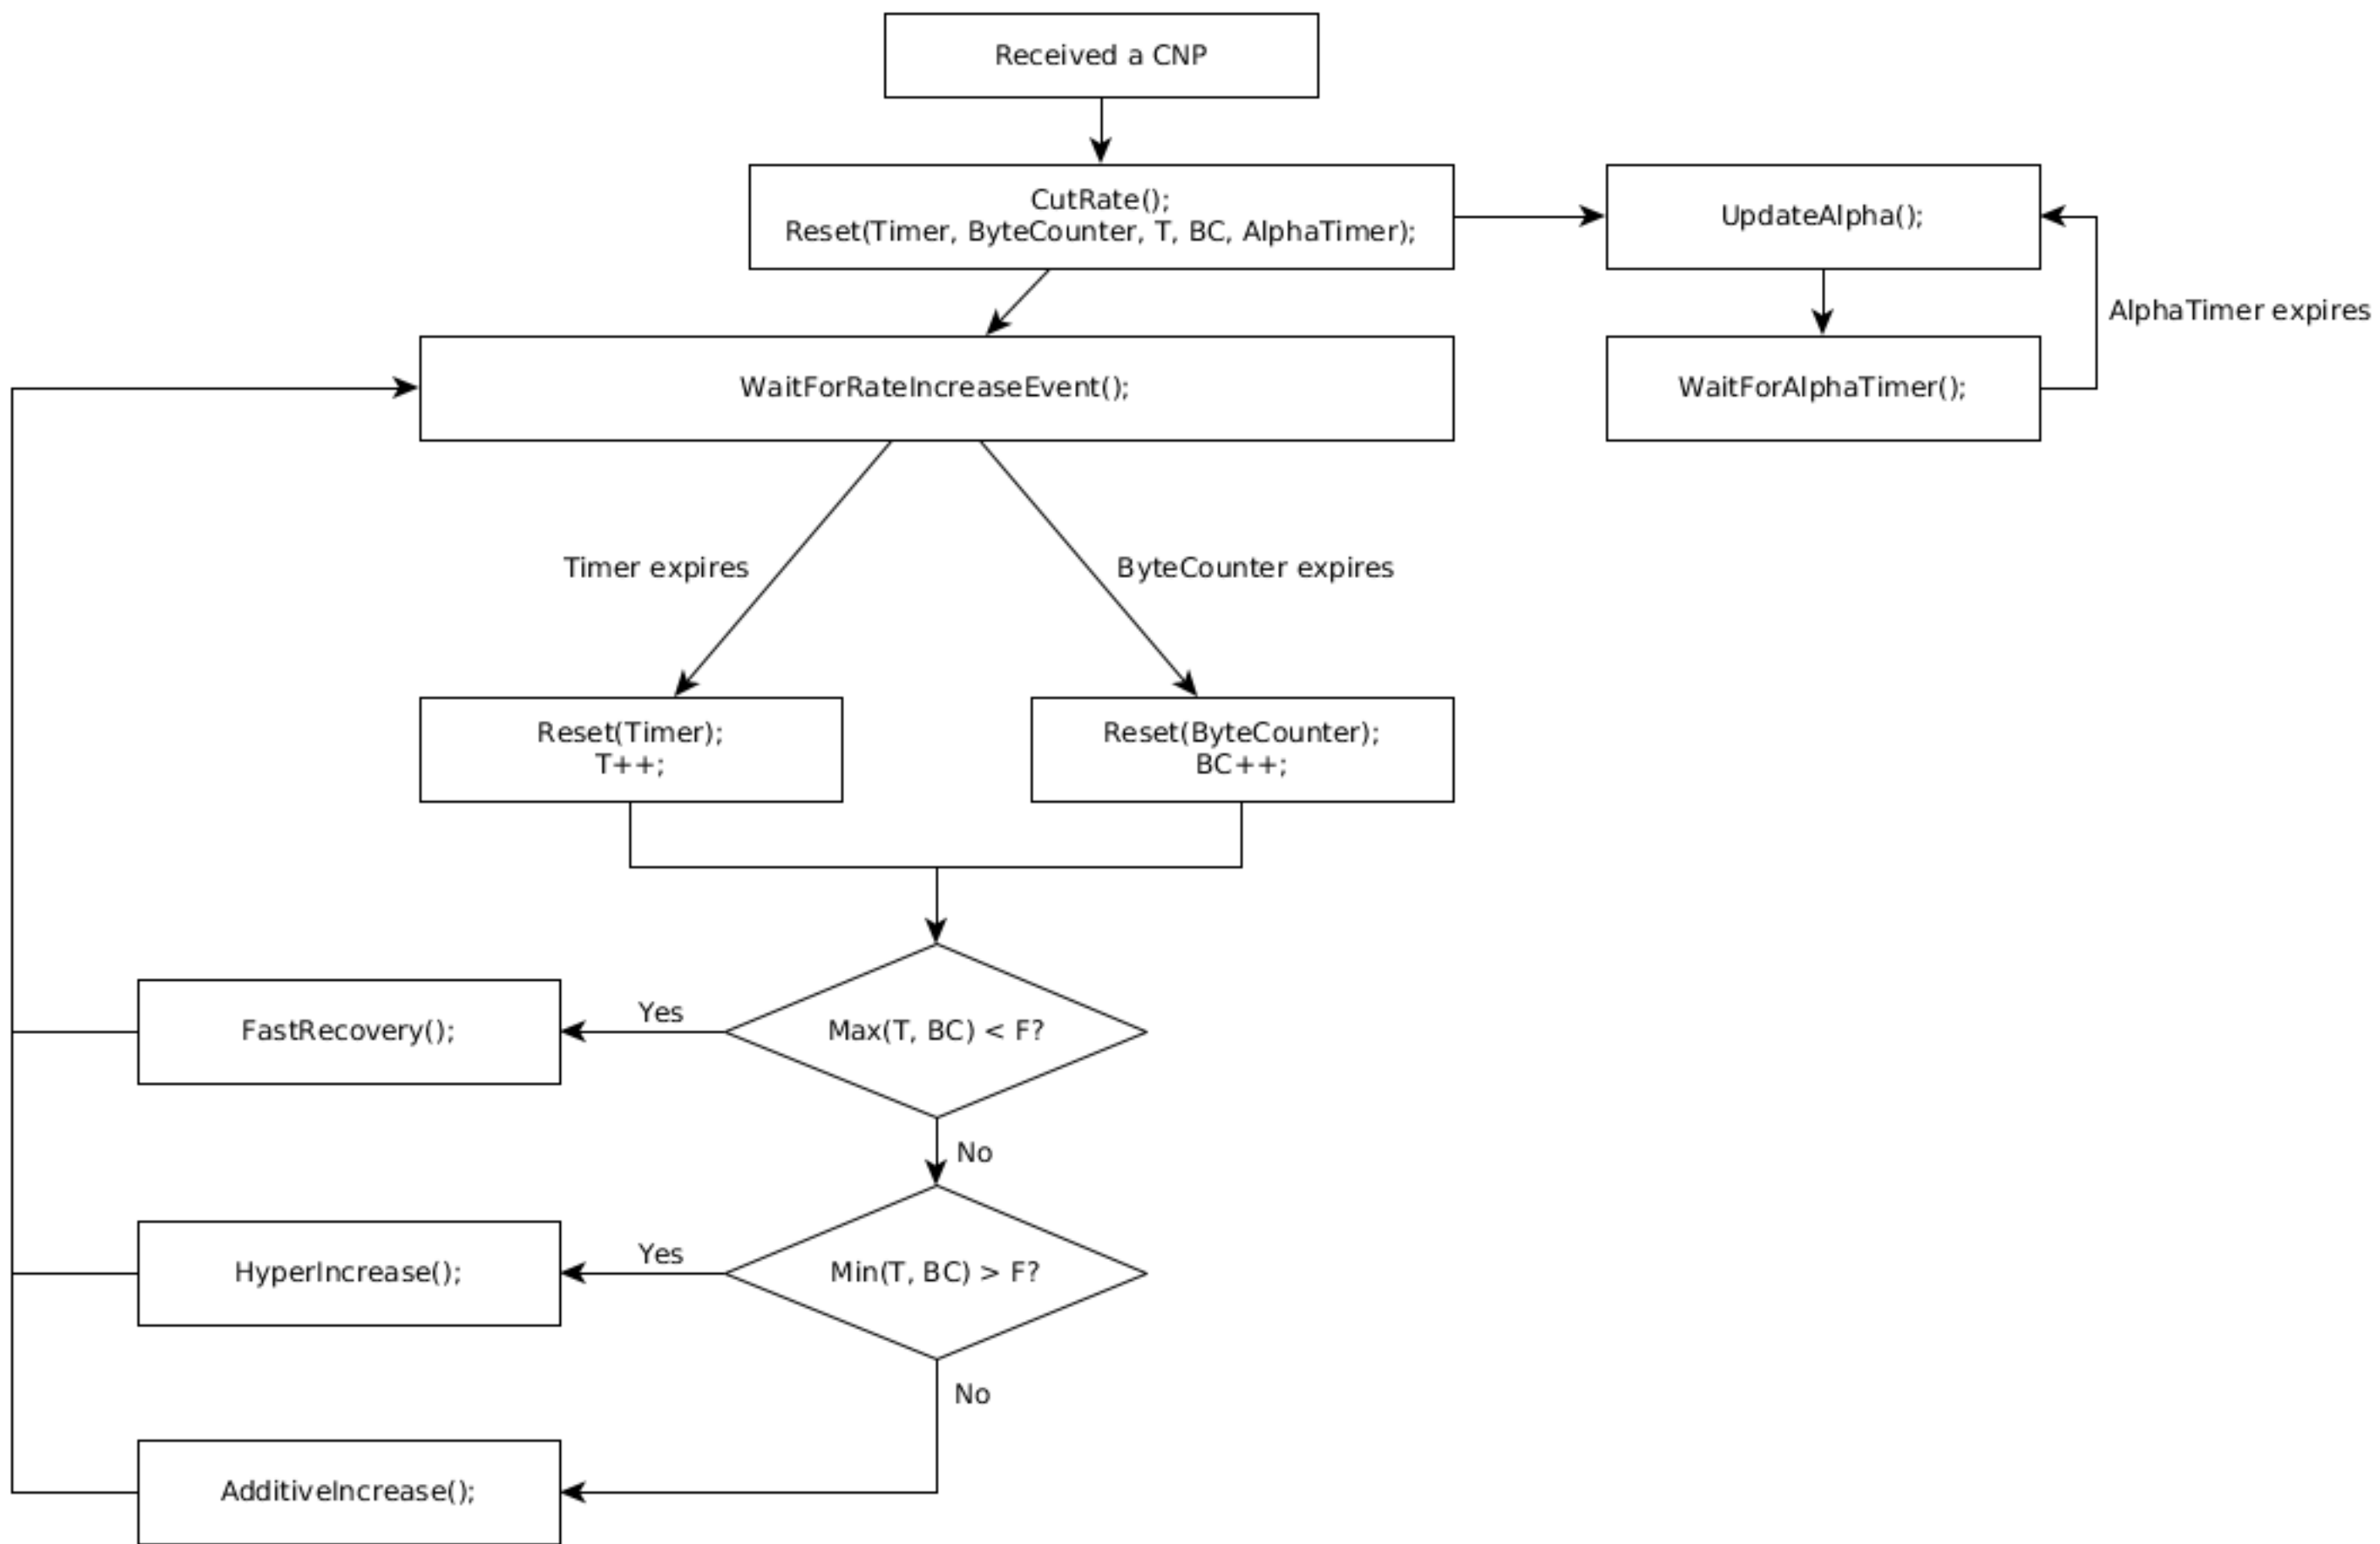 Received a CNP
CutRate();
Reset(Timer, ByteCounter, T, BC, AlphaTimer);
UpdateAlpha();
AlphaTimer expires
WaitForRateIncreaseEvent();
WaitForAlphaTimer();
Timer expires
ByteCounter expires
Reset(Timer);
T++;
Reset(ByteCounter);
BC++;
FastRecovery();
Yes
Max(T, BC) < F?
No
HyperIncrease();
Yes
Min(T, BC) > F?
No
AdditiveIncrease();